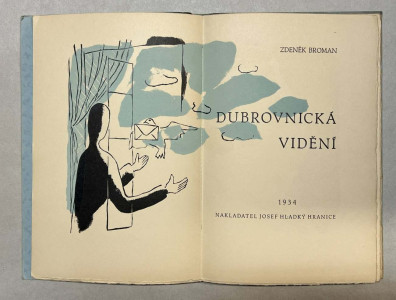 ZDENĚK BROMAN
DUBROVNICKÁ
VIDĚNÍ
1934
NAKLADATEL JOSEF HLADKÝ HRANICE